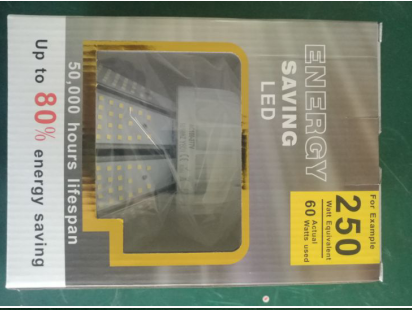 For Example
250
Watt Equivalent
60 Actual
Watts used
ENERGY
SAVING
LED
50,000 hours lifespan
Up to 80% energy saving